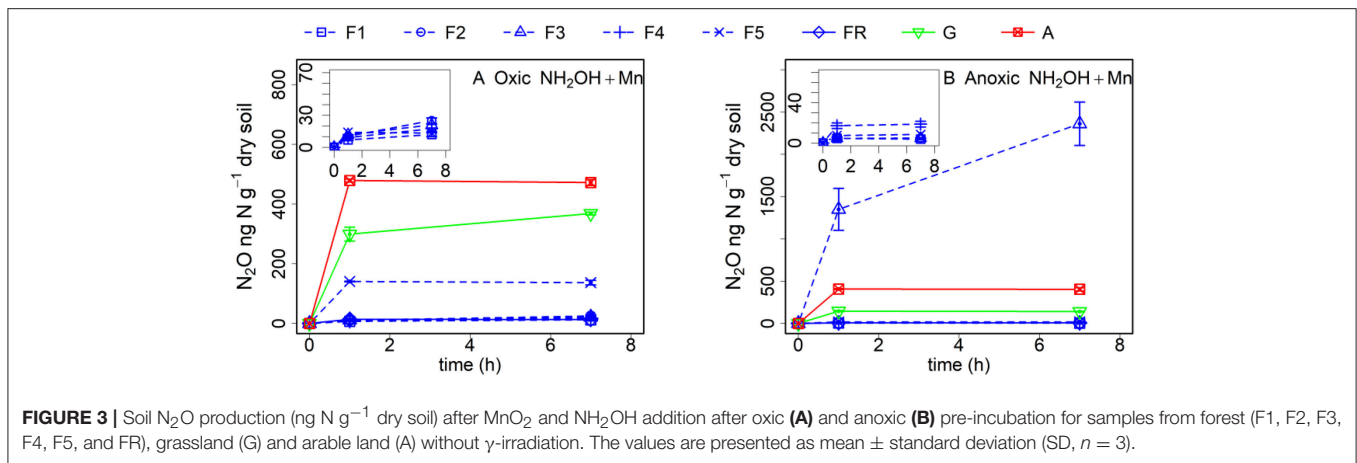 F1 F2 F3 F4 F5 FR G A
A Oxic NH₂OH + Mn
N₂O ng N g⁻¹ dry soil
0 200 400 600 800
0 30 70
0 2 4 6 8
0 2 4 6 8
time (h)
B Anoxic NH₂OH + Mn
N₂O ng N g⁻¹ dry soil
0 500 1500 2500
0 40
0 2 4 6 8
0 2 4 6 8
time (h)
FIGURE 3 | Soil N₂O production (ng N g⁻¹ dry soil) after MnO₂ and NH₂OH addition after oxic (A) and anoxic (B) pre-incubation for samples from forest (F1, F2, F3,
F4, F5, and FR), grassland (G) and arable land (A) without γ-irradiation. The values are presented as mean ± standard deviation (SD, n = 3).